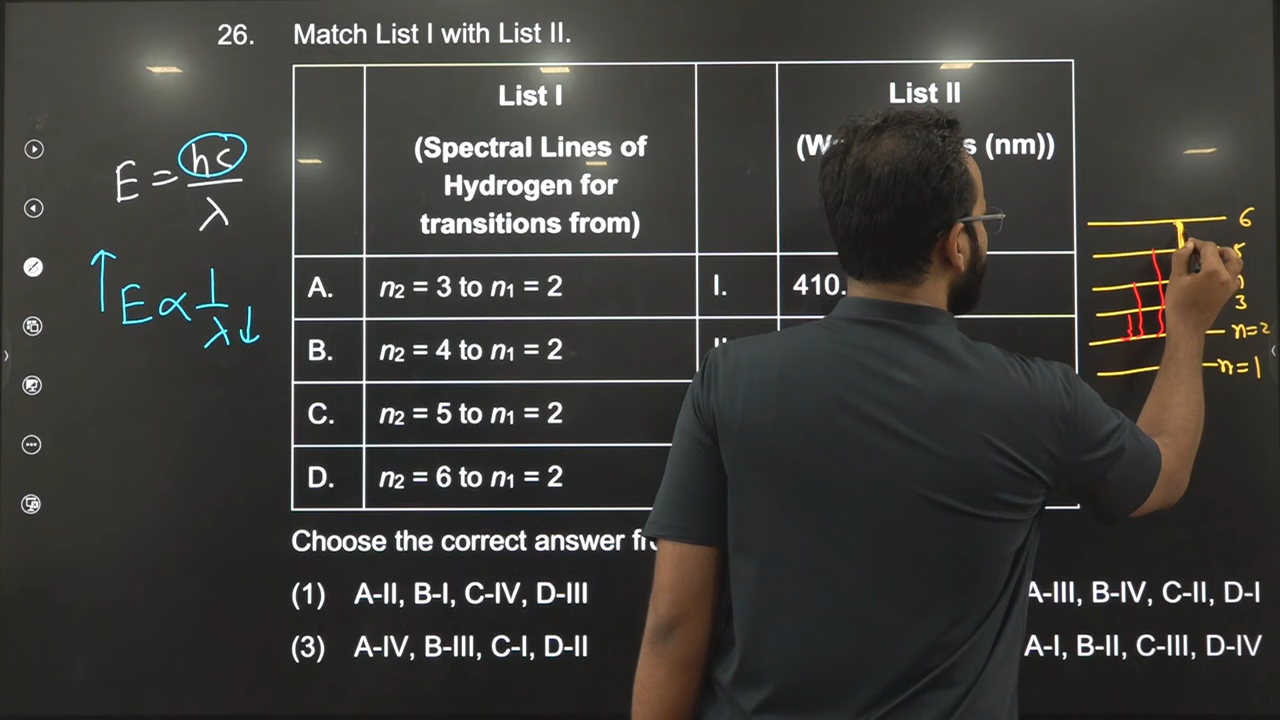 26. Match List I with List II.
List I
List II
(Spectral Lines of
Hydrogen for
transitions from)
(nm))
A. n₂ = 3 to n₁ = 2
I. 410.
B. n₂ = 4 to n₁ = 2
C. n₂ = 5 to n₁ = 2
D. n₂ = 6 to n₁ = 2
Choose the correct answer
(1) A-II, B-I, C-IV, D-III
A-III, B-IV, C-II, D-I
(3) A-IV, B-III, C-I, D-II
A-I, B-II, C-III, D-IV
E = hc/λ
↑ E ∝ 1/λ ↓
6
5
3
n=2
n=1